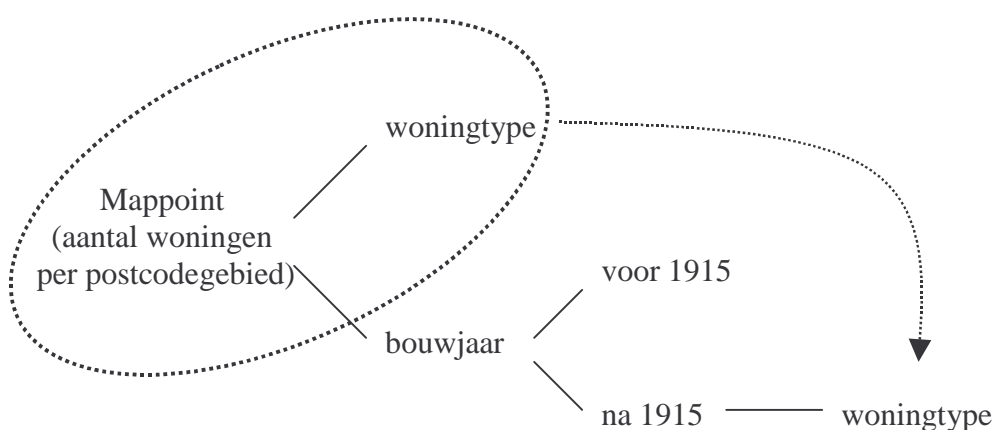 woningtype
Mappoint
(aantal woningen
per postcodegebied)
voor 1915
bouwjaar
na 1915
woningtype